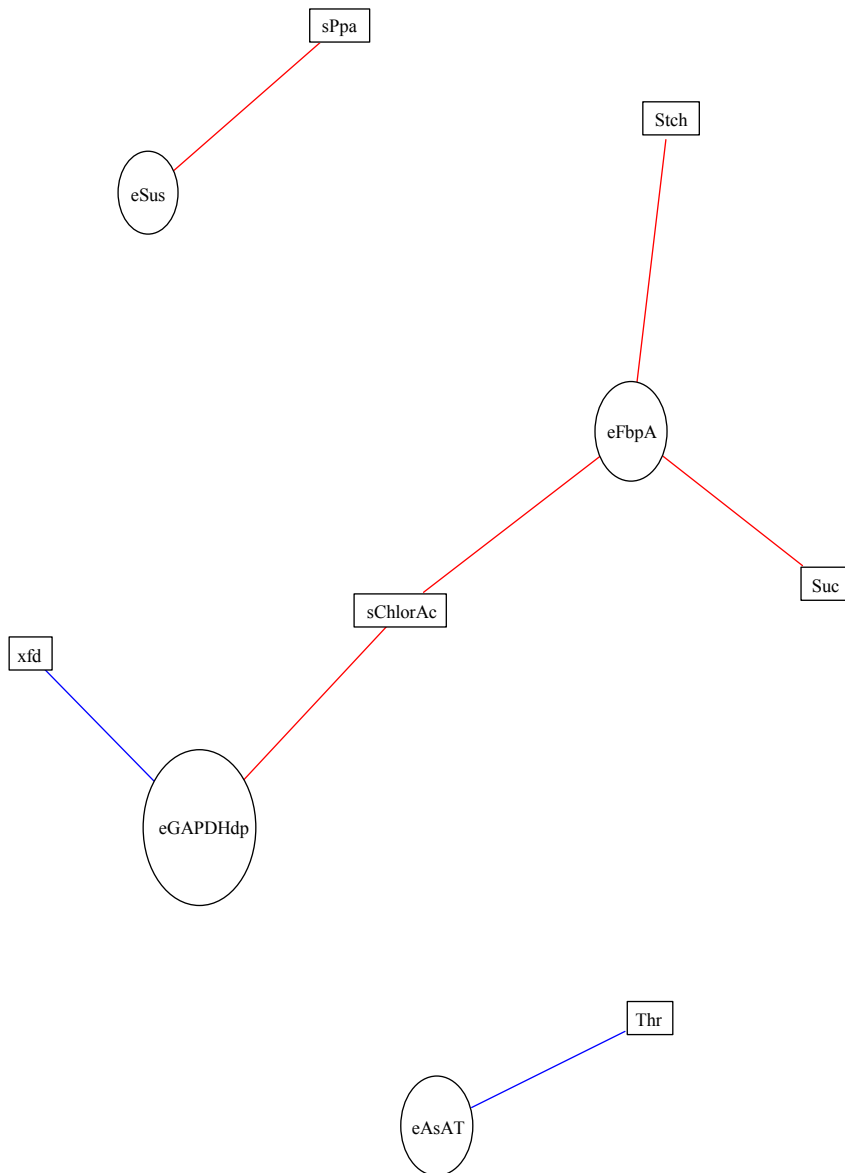 sPpa
Stch
eSus
eFbpA
Suc
sChlorAc
xfd
eGAPDHdp
Thr
eAsAT